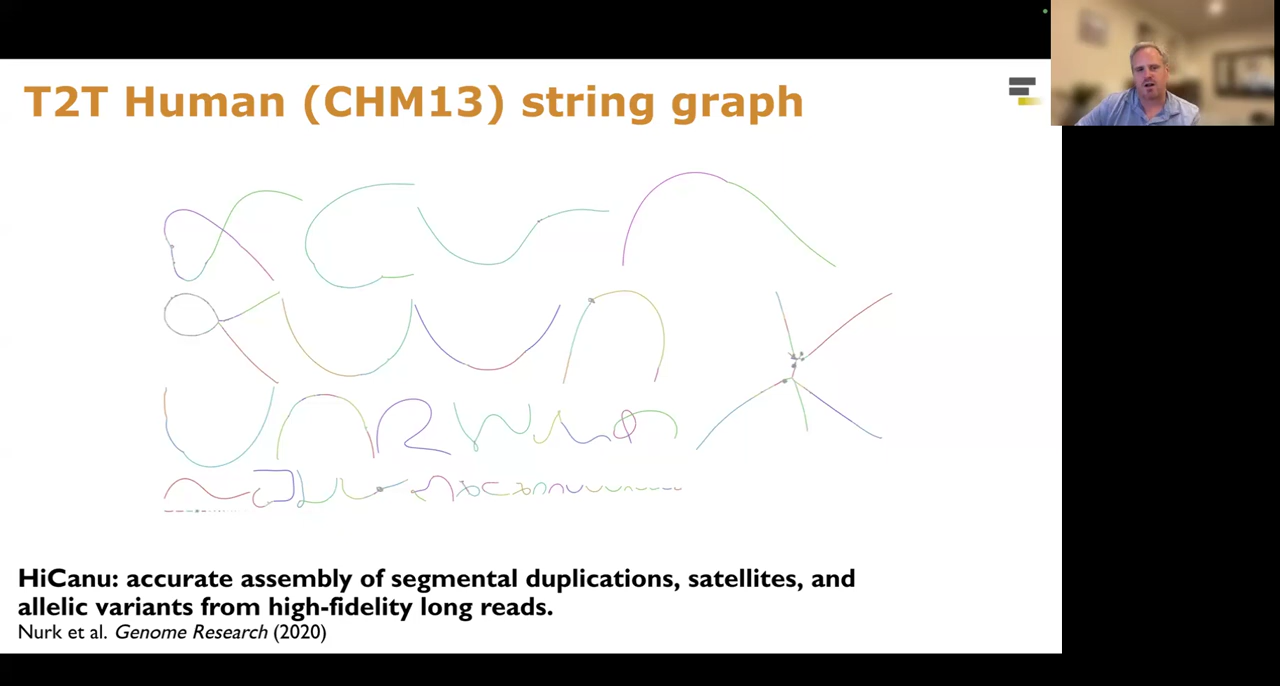 T2T Human (CHM13) string graph
HiCanu: accurate assembly of segmental duplications, satellites, and
allelic variants from high-fidelity long reads.
Nurk et al. Genome Research (2020)